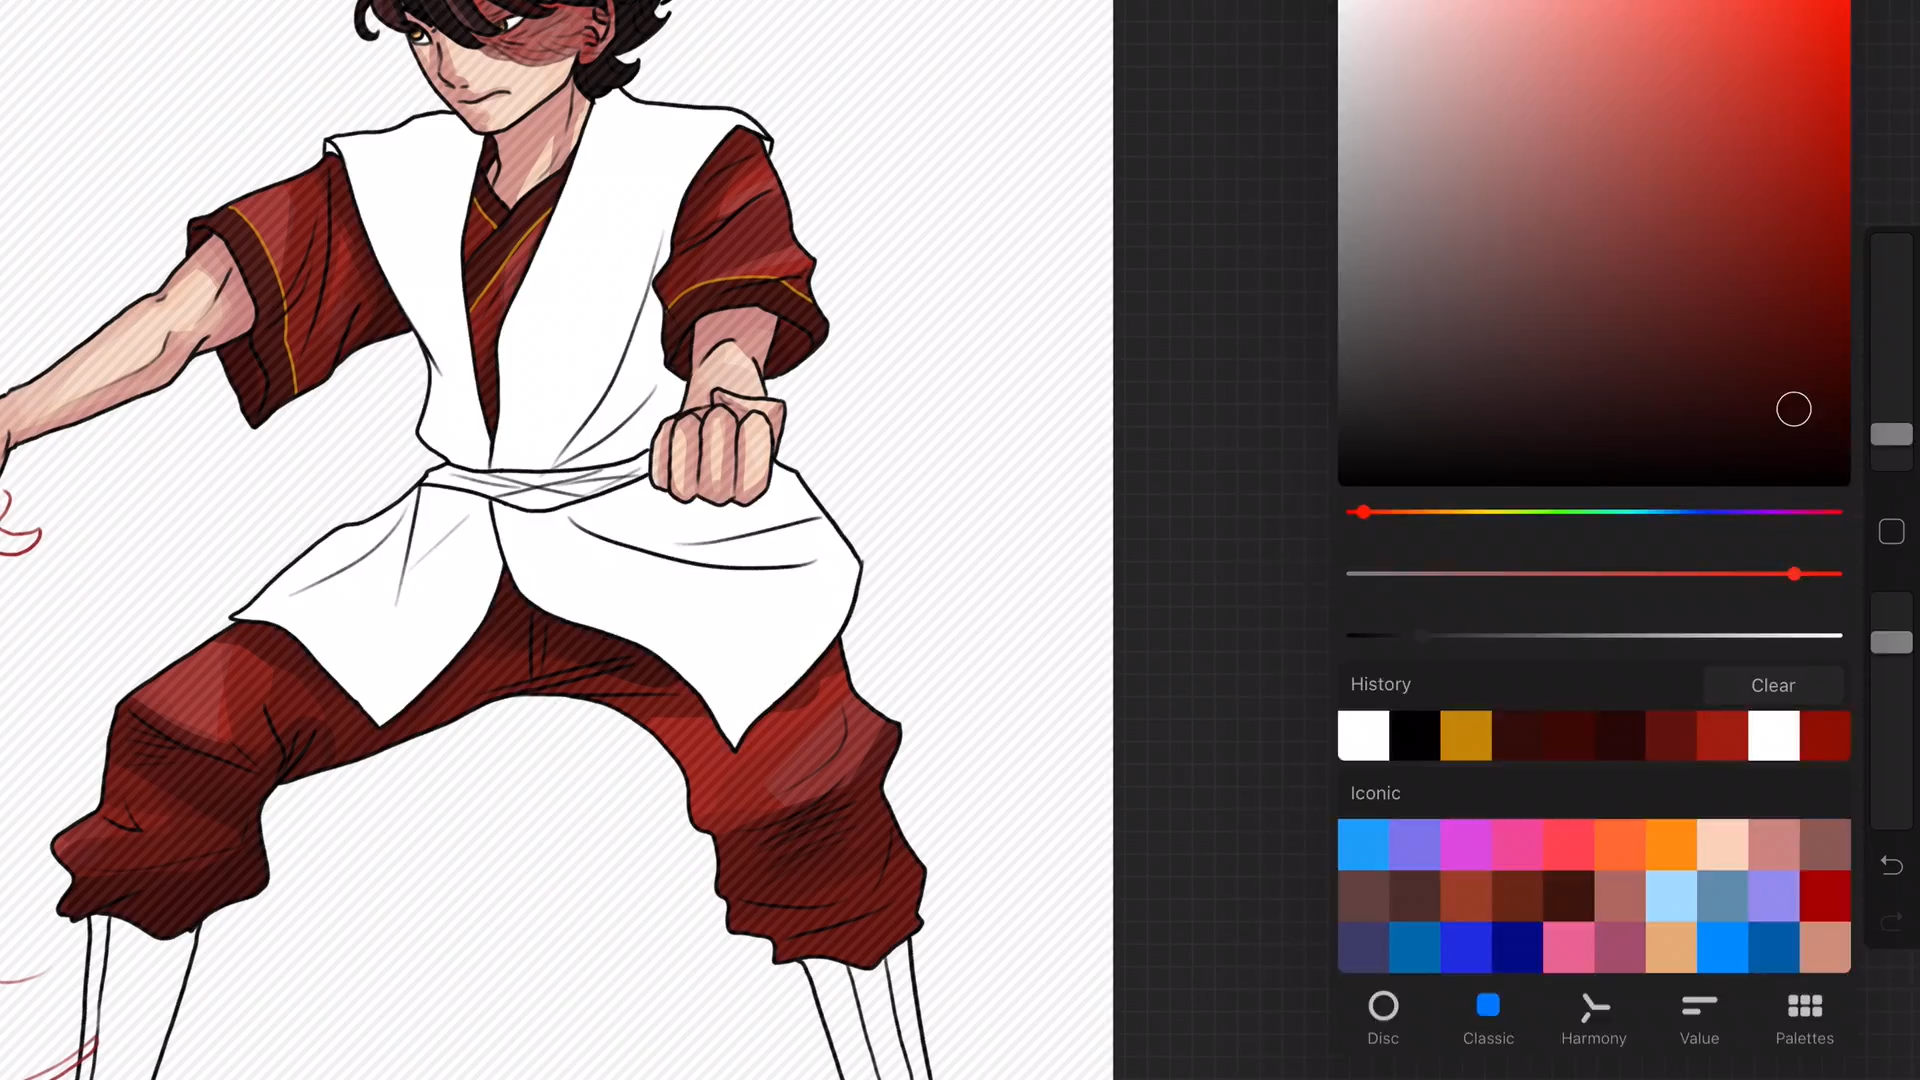 History
Clear
Iconic
Disc
Classic
Harmony
Value
Palettes